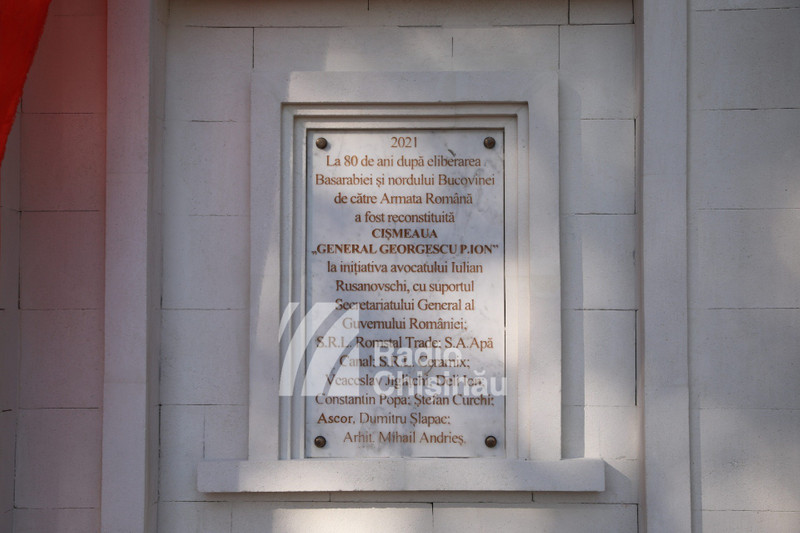 2021
La 80 de ani după eliberarea
Basarabiei și nordului Bucovinei
de către Armata Română
a fost reconstituită
CIȘMEAUA
„GENERAL GEORGESCU P.ION”
la inițiativa avocatului Iulian
Rusanovschi, cu suportul
Secretariatului General al
Guvernului României;
S.R.L. Romstal Trade; S.A.Apă
Canal; S.R.L. Ceramix;
Veaceslav
Constantin Popa; Ștefan Curchi;
Ascor, Dumitru Șlapac;
Arhit. Mihail Andrieș.
Radio
Chișinău